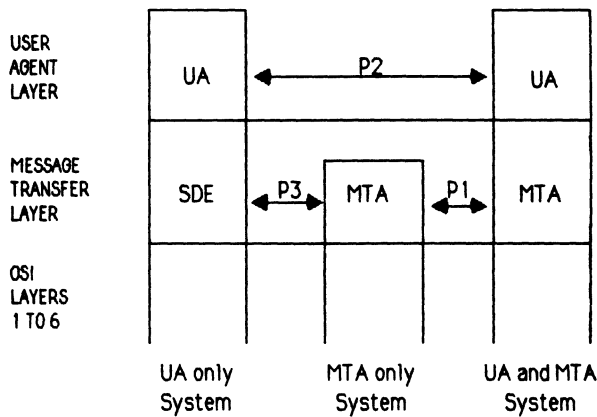 USER
AGENT
LAYER
UA
P2
UA
MESSAGE
TRANSFER
LAYER
SDE
P3
MTA
P1
MTA
OSI
LAYERS
1 TO 6
UA only
System
MTA only
System
UA and MTA
System